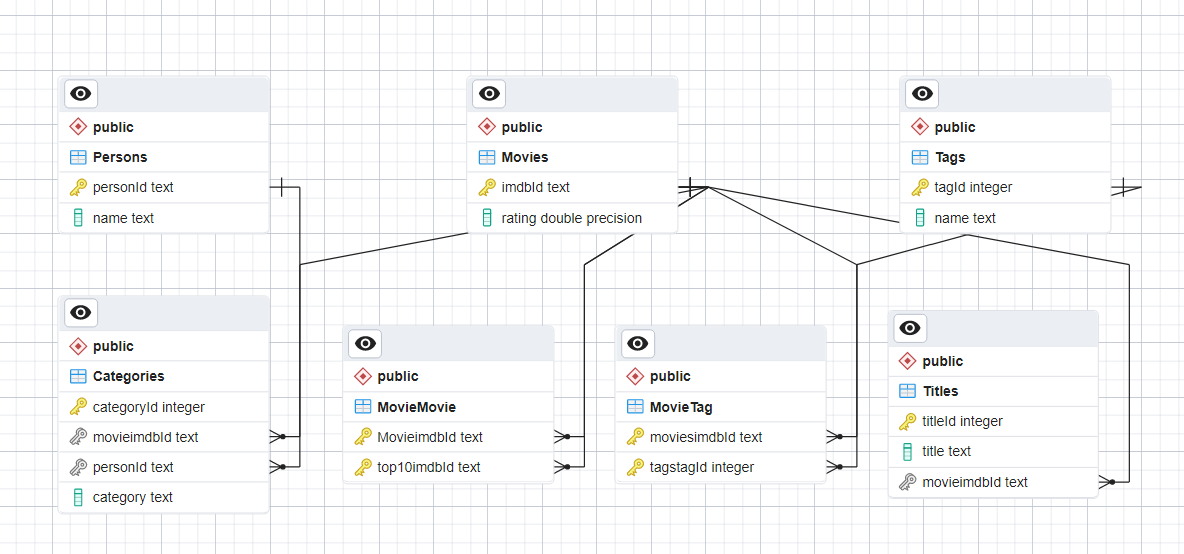 public
Persons
personId text
name text
public
Movies
imdbId text
rating double precision
public
Tags
tagId integer
name text
public
Categories
categoryId integer
movieimdbId text
personId text
category text
public
MovieMovie
MovieimdbId text
top10imdbId text
public
MovieTag
moviesimdbId text
tagstagId integer
public
Titles
titleId integer
title text
movieimdbId text